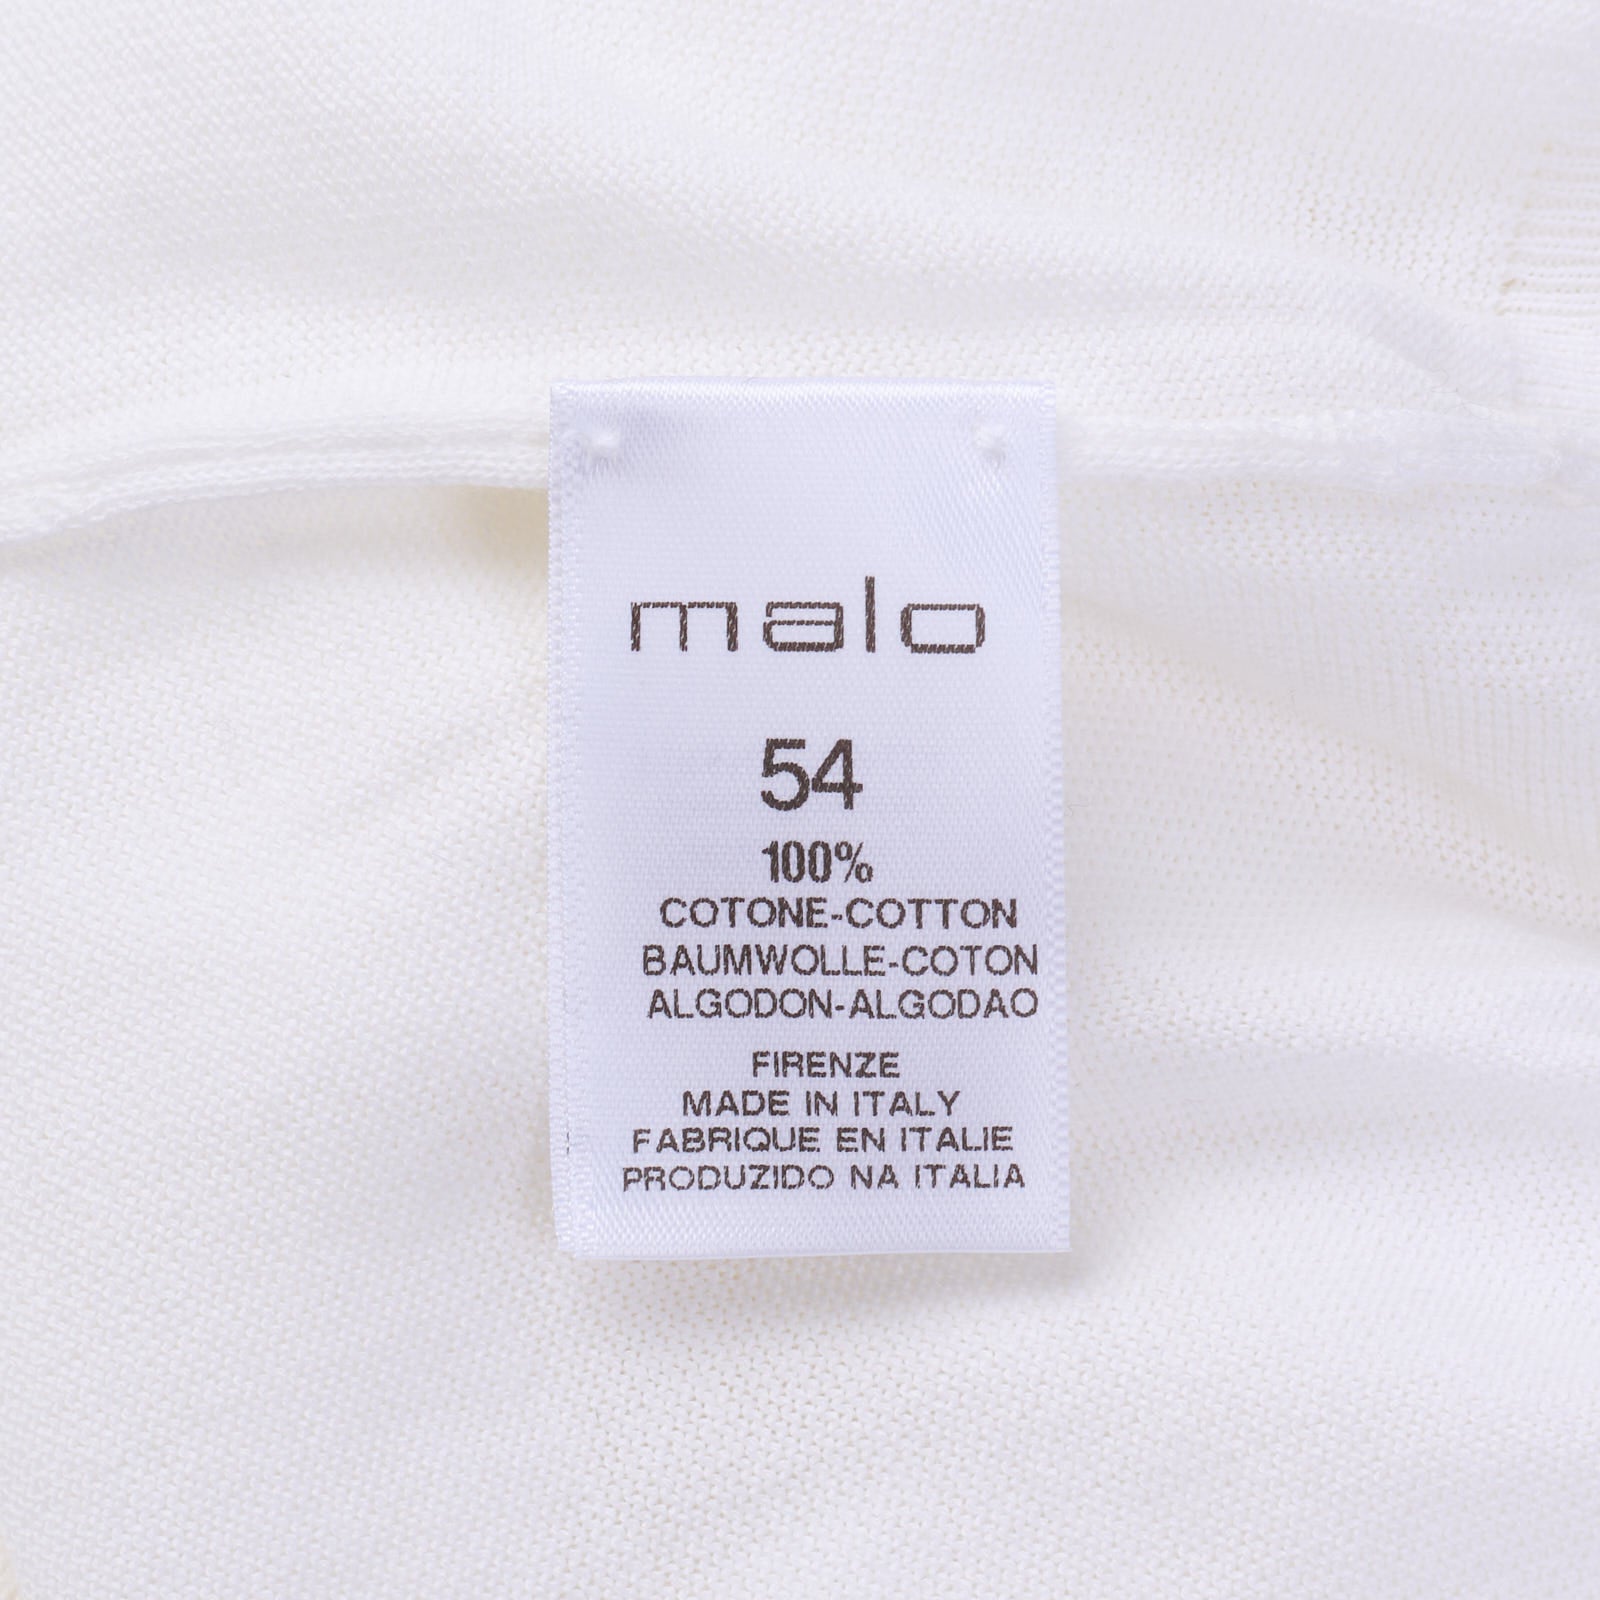 malo
54
100%
COTONE-COTTON
BAUMWOLLE-COTON
ALGODON-ALGODAO
FIRENZE
MADE IN ITALY
FABRIQUE EN ITALIE
PRODUZIDO NA ITALIA